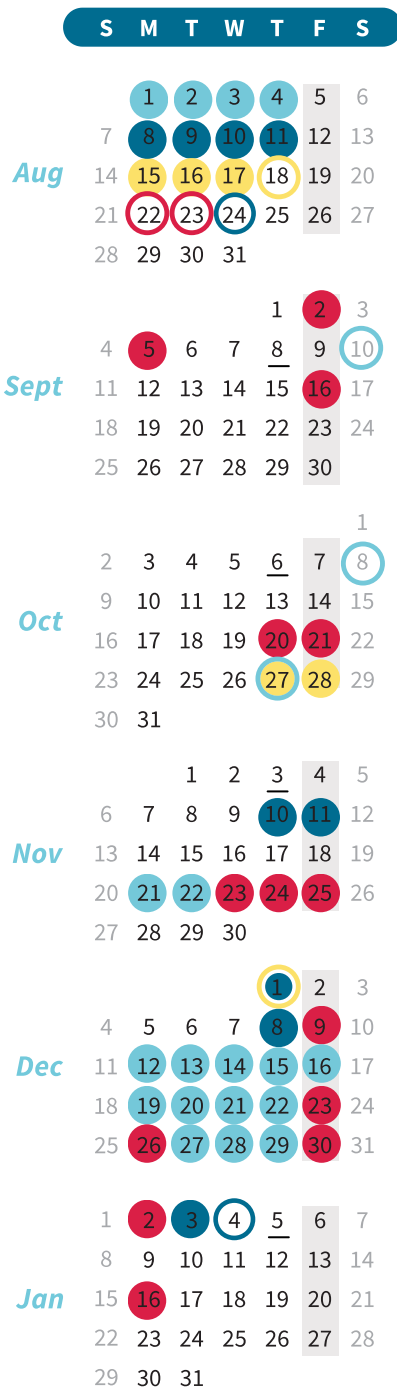 S M T W T F S
1 2 3 4 5 6
7 8 9 10 11 12 13
Aug
14 15 16 17 18 19 20
21 22 23 24 25 26 27
28 29 30 31
1 2 3
4 5 6 7 8 9 10
Sept
11 12 13 14 15 16 17
18 19 20 21 22 23 24
25 26 27 28 29 30
1
2 3 4 5 6 7 8
9 10 11 12 13 14 15
Oct
16 17 18 19 20 21 22
23 24 25 26 27 28 29
30 31
1 2 3 4 5
6 7 8 9 10 11 12
Nov
13 14 15 16 17 18 19
20 21 22 23 24 25 26
27 28 29 30
1 2 3
4 5 6 7 8 9 10
Dec
11 12 13 14 15 16 17
18 19 20 21 22 23 24
25 26 27 28 29 30 31
1 2 3 4 5 6 7
8 9 10 11 12 13 14
Jan
15 16 17 18 19 20 21
22 23 24 25 26 27 28
29 30 31